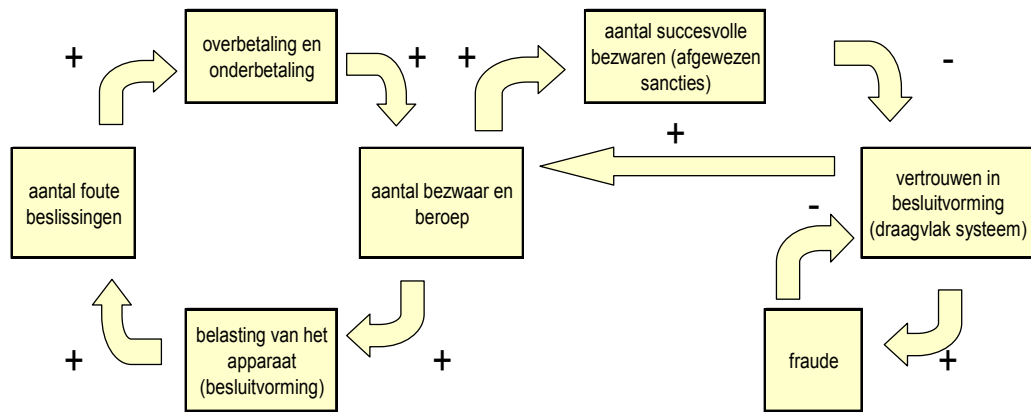 +
overbetaling en
onderbetaling
+
+
aantal succesvolle
bezwaren (afgewezen
sancties)
-
+
aantal foute
beslissingen
aantal bezwaar en
beroep
vertrouwen in
besluitvorming
(draagvlak systeem)
-
+
belasting van het
apparaat
(besluitvorming)
+
fraude
+